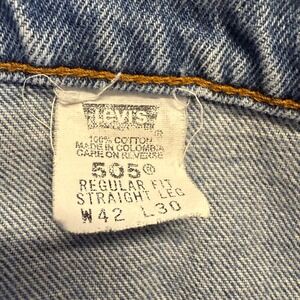 Levi's
100% COTTON
MADE IN COLOMBIA
CARE ON REVERSE
505®
REGULAR FIT
STRAIGHT LEG
W42 L30